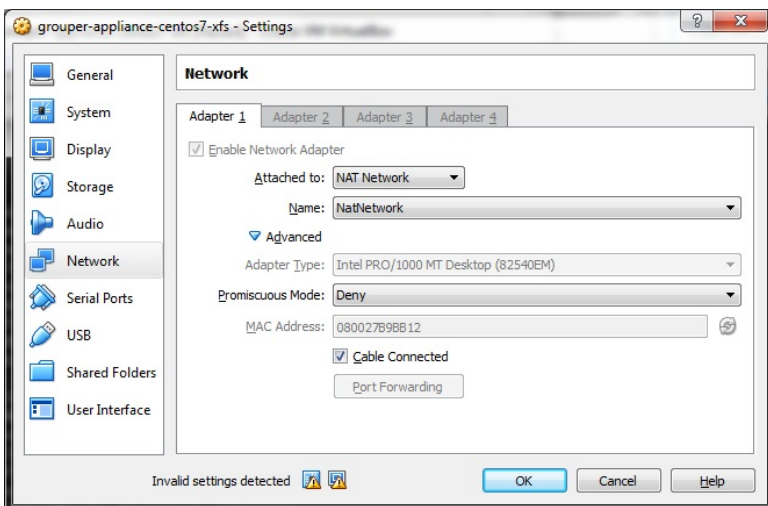 grouper-appliance-centos7-xfs - Settings
General
System
Display
Storage
Audio
Network
Serial Ports
USB
Shared Folders
User Interface
Network
Adapter 1 Adapter 2 Adapter 3 Adapter 4
Enable Network Adapter
Attached to: NAT Network
Name: NatNetwork
Advanced
Adapter Type: Intel PRO/1000 MT Desktop (82540EM)
Promiscuous Mode: Deny
MAC Address: 080027B9BB12
Cable Connected
Port Forwarding
Invalid settings detected
OK Cancel Help